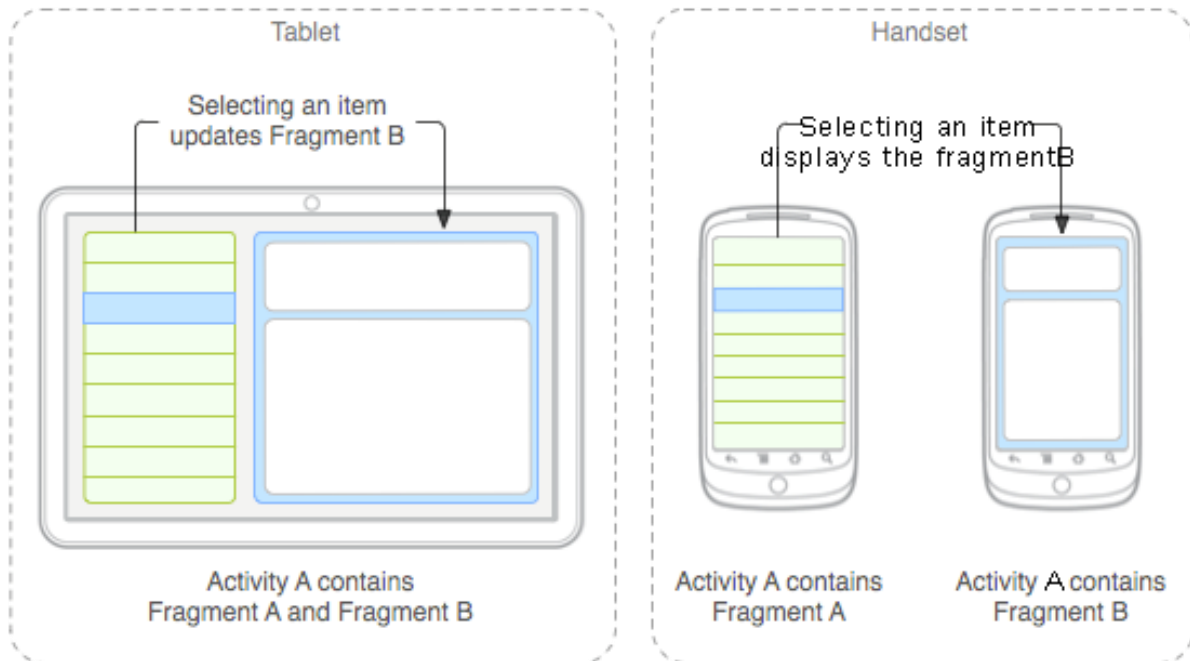 Tablet
Selecting an item
updates Fragment B
Activity A contains
Fragment A and Fragment B
Handset
Selecting an item
displays the fragmentB
Activity A contains
Fragment A
Activity A contains
Fragment B